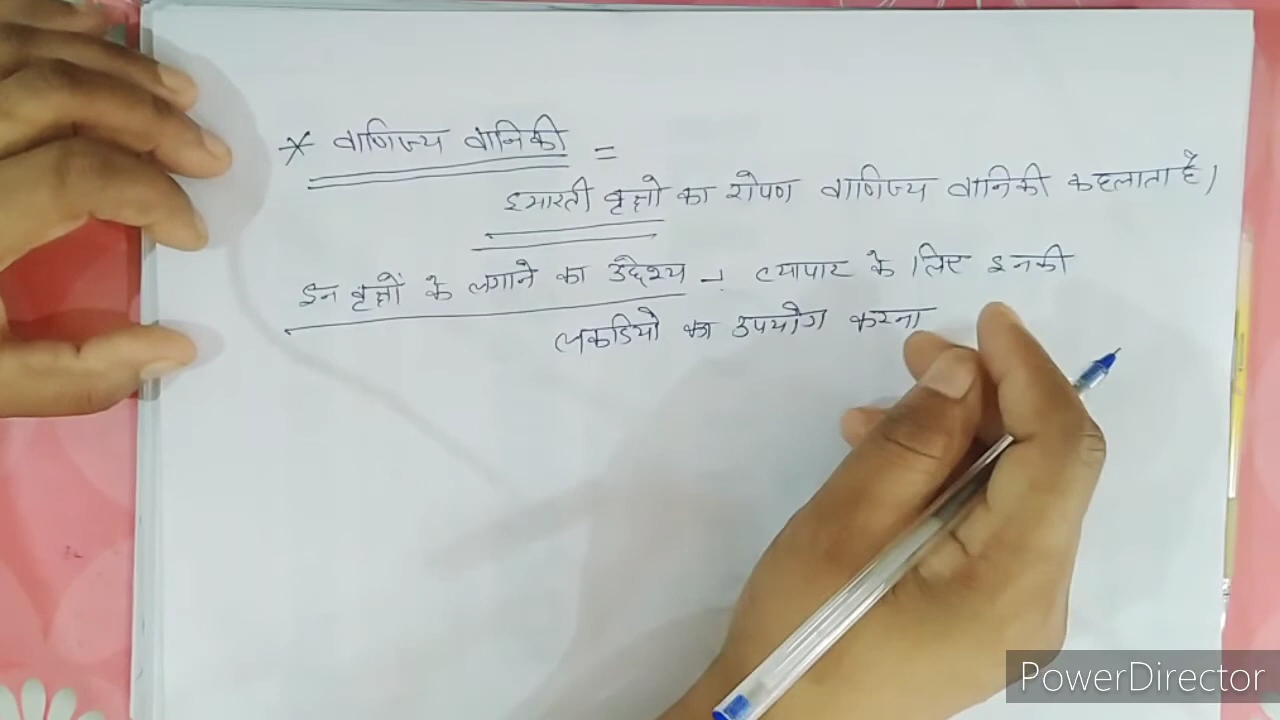 * वाणिज्य वानिकी =
इमारती वृक्षो का रोपण वाणिज्य वानिकी कहलाता है।
इन वृक्षों के लगाने का उद्देश्य -: व्यापार के लिए इनकी
लकडियो का उपयोग करना
PowerDirector